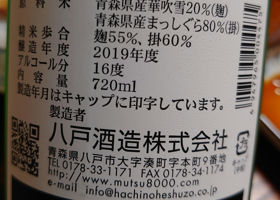 原料米 青森県産華吹雪20%(麹)
青森県産まっしぐら80%(掛)
精米歩合 麹55%、掛60%
醸造年度 2019年度
アルコール分 16度
内容量 720ml
製造年月はキャップに印字しています。
製造者
八戸酒造株式会社
青森県八戸市大字湊町字本町9番地
TEL.0178-33-1171 FAX.0178-34-1174
http://www.mutsu8000.com
info@hachinoheshuzo.co.jp